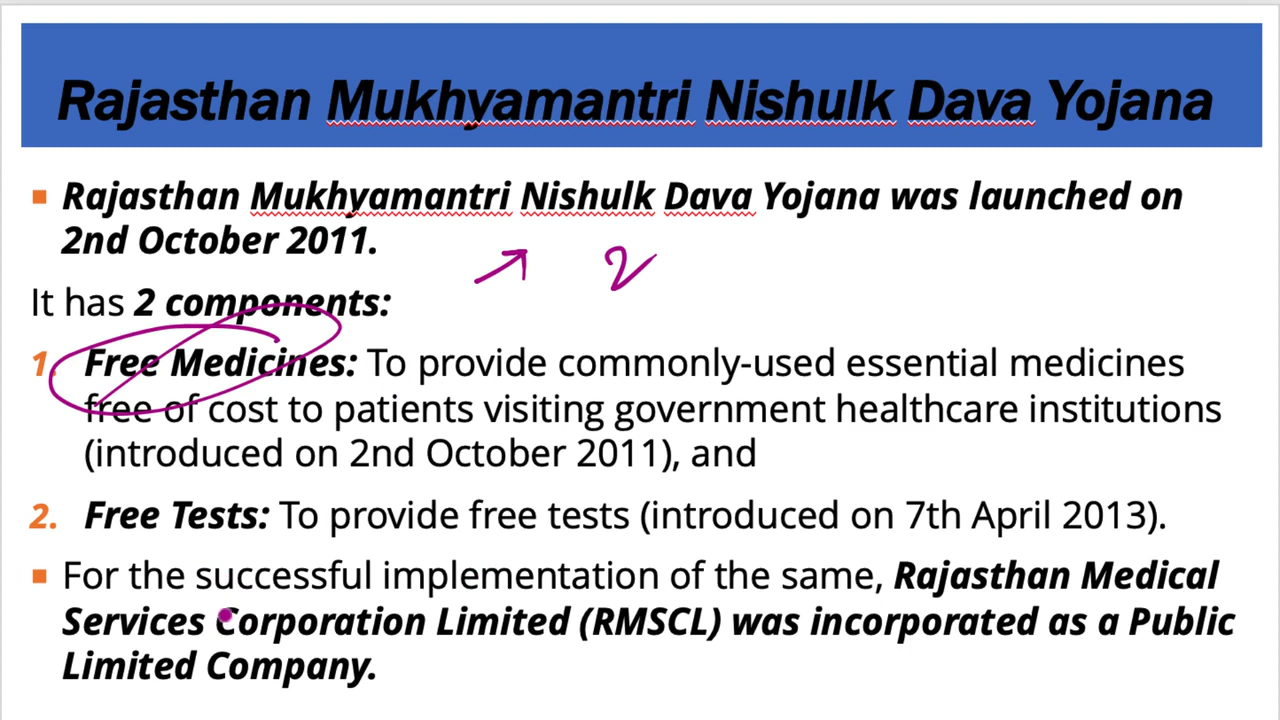 Rajasthan Mukhyamantri Nishulk Dava Yojana
Rajasthan Mukhyamantri Nishulk Dava Yojana was launched on
2nd October 2011.
2
It has 2 components:
1. Free Medicines: To provide commonly-used essential medicines
free of cost to patients visiting government healthcare institutions
(introduced on 2nd October 2011), and
2. Free Tests: To provide free tests (introduced on 7th April 2013).
For the successful implementation of the same, Rajasthan Medical
Services Corporation Limited (RMSCL) was incorporated as a Public
Limited Company.